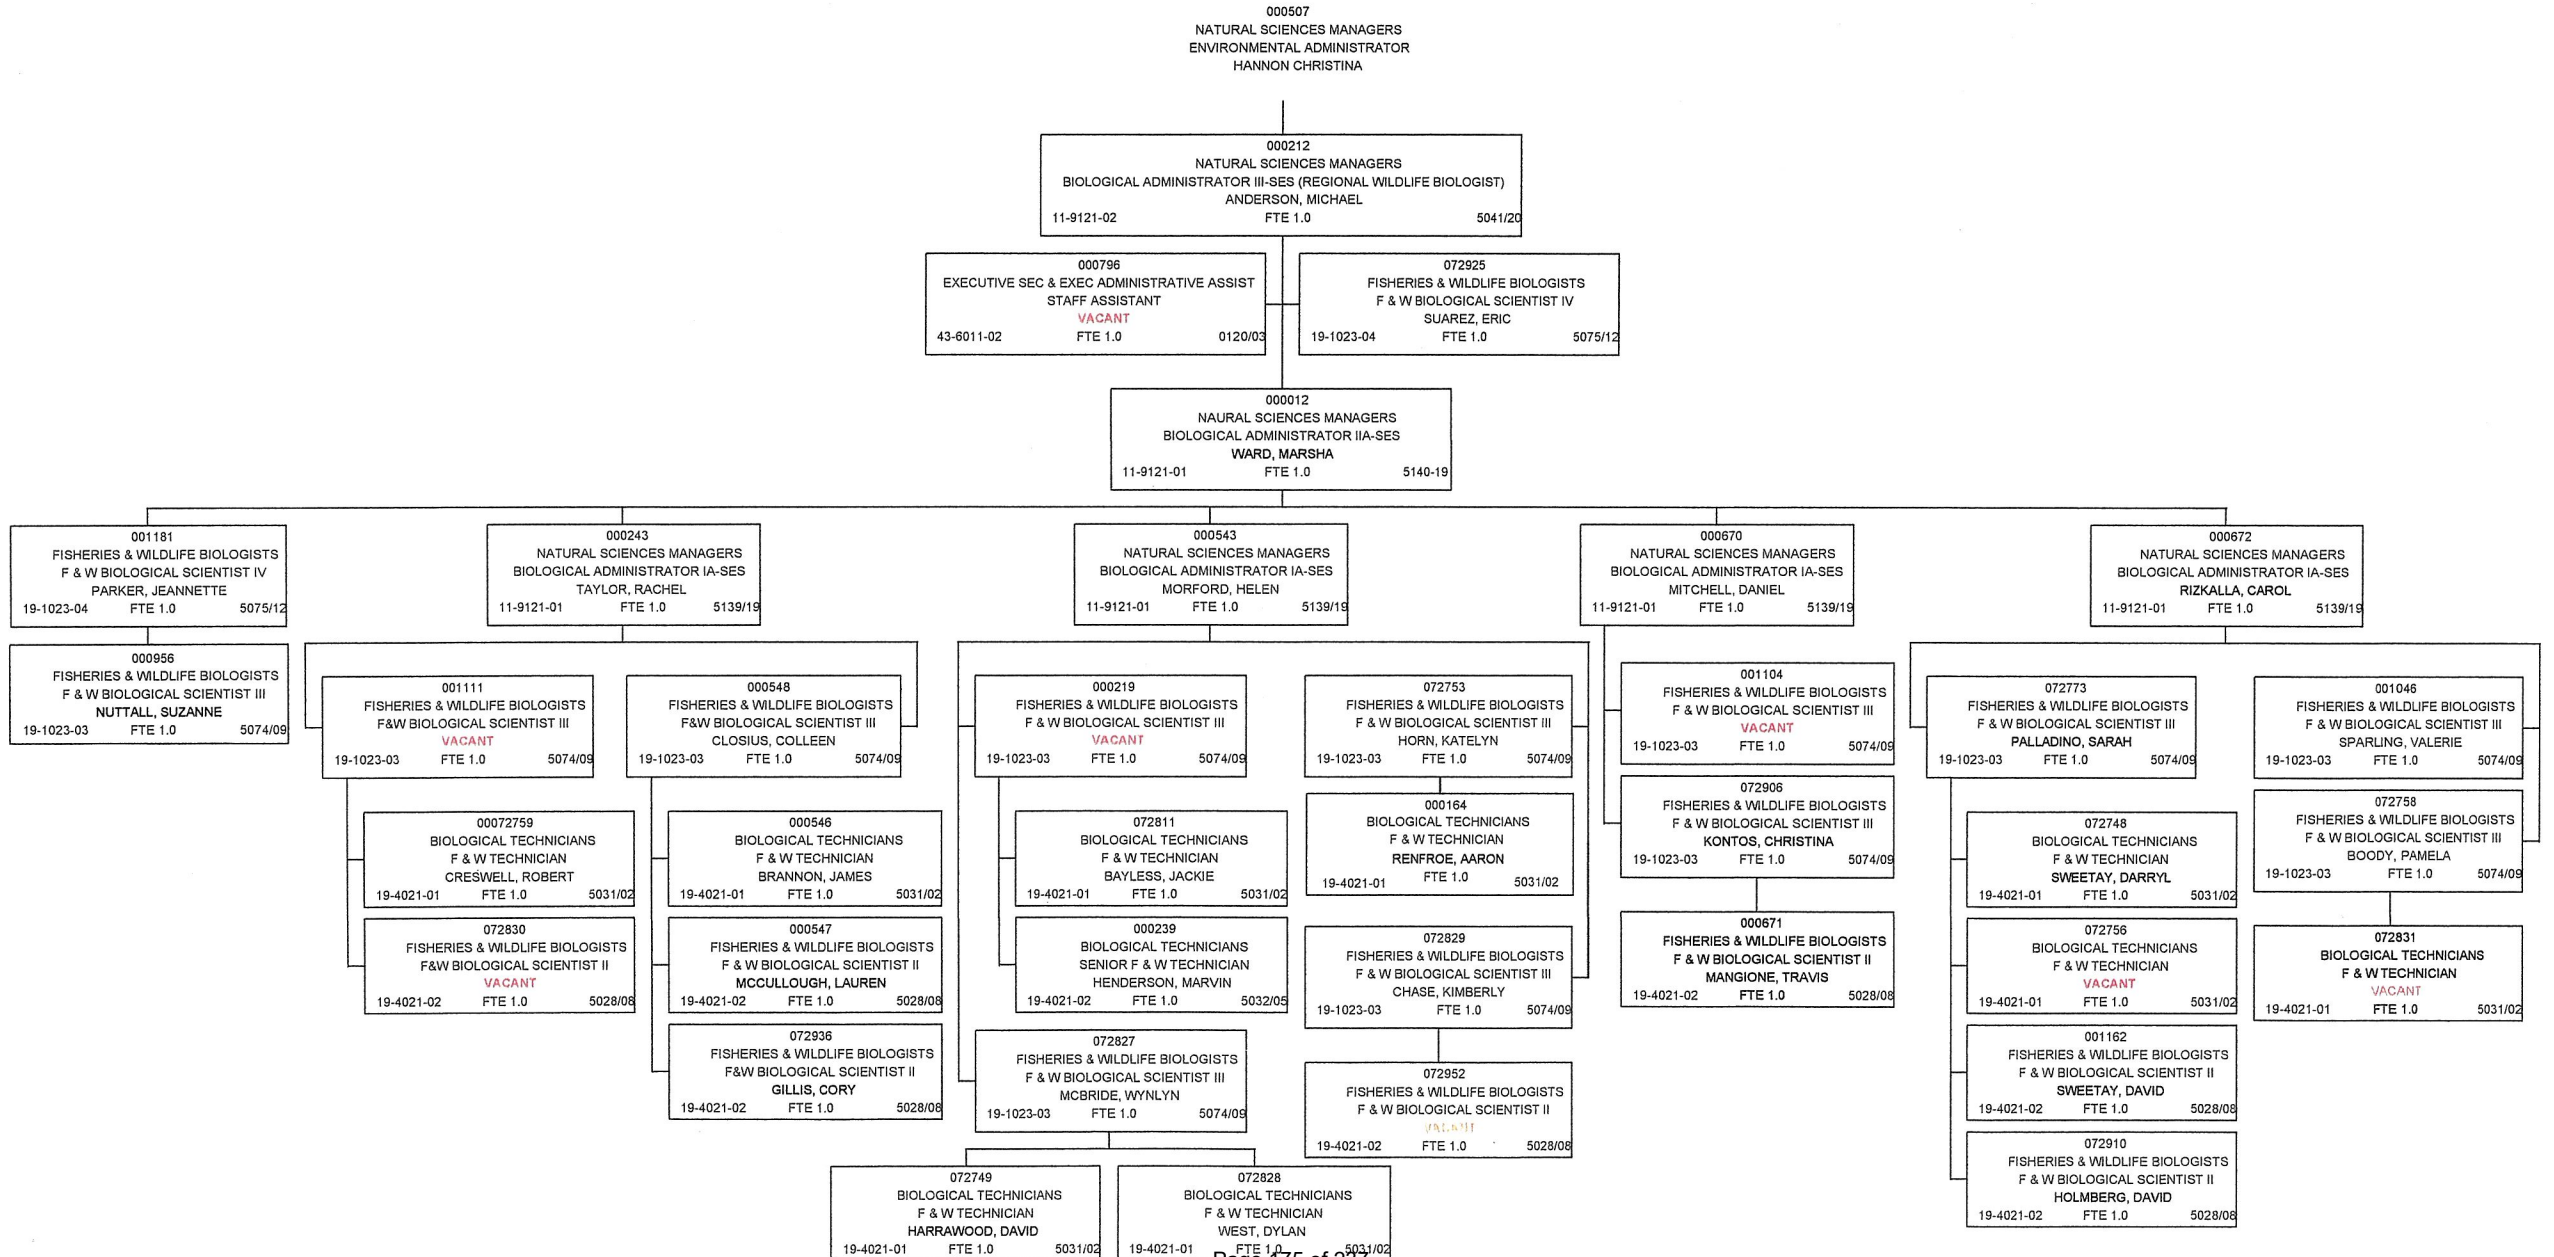 000507
NATURAL SCIENCES MANAGERS
ENVIRONMENTAL ADMINISTRATOR
HANNON CHRISTINA
000212
NATURAL SCIENCES MANAGERS
BIOLOGICAL ADMINISTRATOR III-SES (REGIONAL WILDLIFE BIOLOGIST)
ANDERSON, MICHAEL
11-9121-02 FTE 1.0 5041/20
000796
EXECUTIVE SEC & EXEC ADMINISTRATIVE ASSIST
STAFF ASSISTANT
VACANT
43-6011-02 FTE 1.0 0120/03
072925
FISHERIES & WILDLIFE BIOLOGISTS
F & W BIOLOGICAL SCIENTIST IV
SUAREZ, ERIC
19-1023-04 FTE 1.0 5075/12
000012
NAURAL SCIENCES MANAGERS
BIOLOGICAL ADMINISTRATOR IIA-SES
WARD, MARSHA
11-9121-01 FTE 1.0 5140-19
001181
FISHERIES & WILDLIFE BIOLOGISTS
F & W BIOLOGICAL SCIENTIST IV
PARKER, JEANNETTE
19-1023-04 FTE 1.0 5075/12
000956
FISHERIES & WILDLIFE BIOLOGISTS
F & W BIOLOGICAL SCIENTIST III
NUTTALL, SUZANNE
19-1023-03 FTE 1.0 5074/09
000243
NATURAL SCIENCES MANAGERS
BIOLOGICAL ADMINISTRATOR IA-SES
TAYLOR, RACHEL
11-9121-01 FTE 1.0 5139/19
001111
FISHERIES & WILDLIFE BIOLOGISTS
F&W BIOLOGICAL SCIENTIST III
VACANT
19-1023-03 FTE 1.0 5074/09
00072759
BIOLOGICAL TECHNICIANS
F & W TECHNICIAN
CRESWELL, ROBERT
19-4021-01 FTE 1.0 5031/02
072830
FISHERIES & WILDLIFE BIOLOGISTS
F&W BIOLOGICAL SCIENTIST II
VACANT
19-4021-02 FTE 1.0 5028/08
000548
FISHERIES & WILDLIFE BIOLOGISTS
F&W BIOLOGICAL SCIENTIST III
CLOSIUS, COLLEEN
19-1023-03 FTE 1.0 5074/09
000546
BIOLOGICAL TECHNICIANS
F & W TECHNICIAN
BRANNON, JAMES
19-4021-01 FTE 1.0 5031/02
000547
FISHERIES & WILDLIFE BIOLOGISTS
F & W BIOLOGICAL SCIENTIST II
MCCULLOUGH, LAUREN
19-4021-02 FTE 1.0 5028/08
072936
FISHERIES & WILDLIFE BIOLOGISTS
F&W BIOLOGICAL SCIENTIST II
GILLIS, CORY
19-4021-02 FTE 1.0 5028/08
000543
NATURAL SCIENCES MANAGERS
BIOLOGICAL ADMINISTRATOR IA-SES
MORFORD, HELEN
11-9121-01 FTE 1.0 5139/19
000219
FISHERIES & WILDLIFE BIOLOGISTS
F & W BIOLOGICAL SCIENTIST III
VACANT
19-1023-03 FTE 1.0 5074/09
072811
BIOLOGICAL TECHNICIANS
F & W TECHNICIAN
BAYLESS, JACKIE
19-4021-01 FTE 1.0 5031/02
000239
BIOLOGICAL TECHNICIANS
SENIOR F & W TECHNICIAN
HENDERSON, MARVIN
19-4021-02 FTE 1.0 5032/05
072827
FISHERIES & WILDLIFE BIOLOGISTS
F & W BIOLOGICAL SCIENTIST III
MCBRIDE, WYNLYN
19-1023-03 FTE 1.0 5074/09
072749
BIOLOGICAL TECHNICIANS
F & W TECHNICIAN
HARRAWOOD, DAVID
19-4021-01 FTE 1.0 5031/02
072828
BIOLOGICAL TECHNICIANS
F & W TECHNICIAN
WEST, DYLAN
19-4021-01 FTE 1.0 5031/02
072753
FISHERIES & WILDLIFE BIOLOGISTS
F & W BIOLOGICAL SCIENTIST III
HORN, KATELYN
19-1023-03 FTE 1.0 5074/09
000164
BIOLOGICAL TECHNICIANS
F & W TECHNICIAN
RENFROE, AARON
19-4021-01 FTE 1.0 5031/02
072829
FISHERIES & WILDLIFE BIOLOGISTS
F & W BIOLOGICAL SCIENTIST III
CHASE, KIMBERLY
19-1023-03 FTE 1.0 5074/09
072952
FISHERIES & WILDLIFE BIOLOGISTS
F & W BIOLOGICAL SCIENTIST II
VACANT
19-4021-02 FTE 1.0 5028/08
000670
NATURAL SCIENCES MANAGERS
BIOLOGICAL ADMINISTRATOR IA-SES
MITCHELL, DANIEL
11-9121-01 FTE 1.0 5139/19
001104
FISHERIES & WILDLIFE BIOLOGISTS
F & W BIOLOGICAL SCIENTIST III
VACANT
19-1023-03 FTE 1.0 5074/09
072906
FISHERIES & WILDLIFE BIOLOGISTS
F & W BIOLOGICAL SCIENTIST III
KONTOS, CHRISTINA
19-1023-03 FTE 1.0 5074/09
000671
FISHERIES & WILDLIFE BIOLOGISTS
F & W BIOLOGICAL SCIENTIST II
MANGIONE, TRAVIS
19-4021-02 FTE 1.0 5028/08
000672
NATURAL SCIENCES MANAGERS
BIOLOGICAL ADMINISTRATOR IA-SES
RIZKALLA, CAROL
11-9121-01 FTE 1.0 5139/19
072773
FISHERIES & WILDLIFE BIOLOGISTS
F & W BIOLOGICAL SCIENTIST III
PALLADINO, SARAH
19-1023-03 FTE 1.0 5074/09
072748
BIOLOGICAL TECHNICIANS
F & W TECHNICIAN
SWEETAY, DARRYL
19-4021-01 FTE 1.0 5031/02
072756
BIOLOGICAL TECHNICIANS
F & W TECHNICIAN
VACANT
19-4021-01 FTE 1.0 5031/02
001162
FISHERIES & WILDLIFE BIOLOGISTS
F & W BIOLOGICAL SCIENTIST II
SWEETAY, DAVID
19-4021-02 FTE 1.0 5028/08
072910
FISHERIES & WILDLIFE BIOLOGISTS
F & W BIOLOGICAL SCIENTIST II
HOLMBERG, DAVID
19-4021-02 FTE 1.0 5028/08
001046
FISHERIES & WILDLIFE BIOLOGISTS
F & W BIOLOGICAL SCIENTIST III
SPARLING, VALERIE
19-1023-03 FTE 1.0 5074/09
072758
FISHERIES & WILDLIFE BIOLOGISTS
F & W BIOLOGICAL SCIENTIST III
BOODY, PAMELA
19-1023-03 FTE 1.0 5074/09
072831
BIOLOGICAL TECHNICIANS
F & W TECHNICIAN
VACANT
19-4021-01 FTE 1.0 5031/02